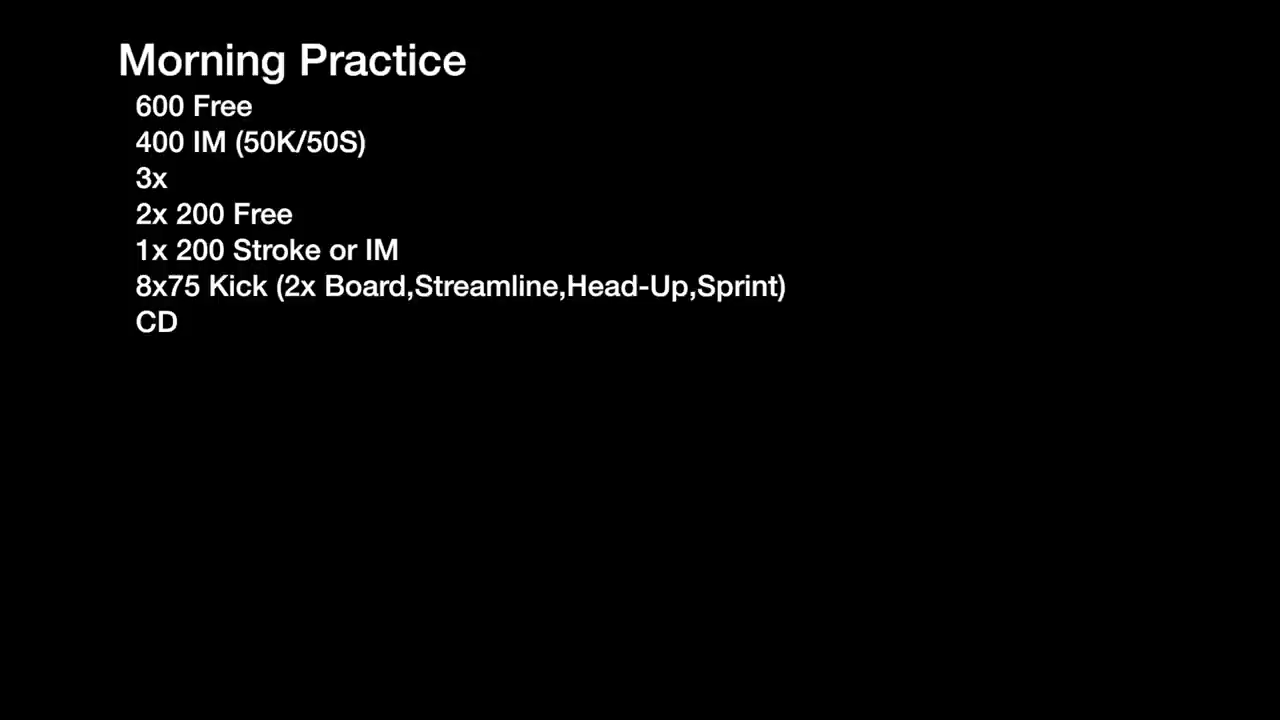 Morning Practice
600 Free
400 IM (50K/50S)
3x
2x 200 Free
1x 200 Stroke or IM
8x75 Kick (2x Board,Streamline,Head-Up,Sprint)
CD